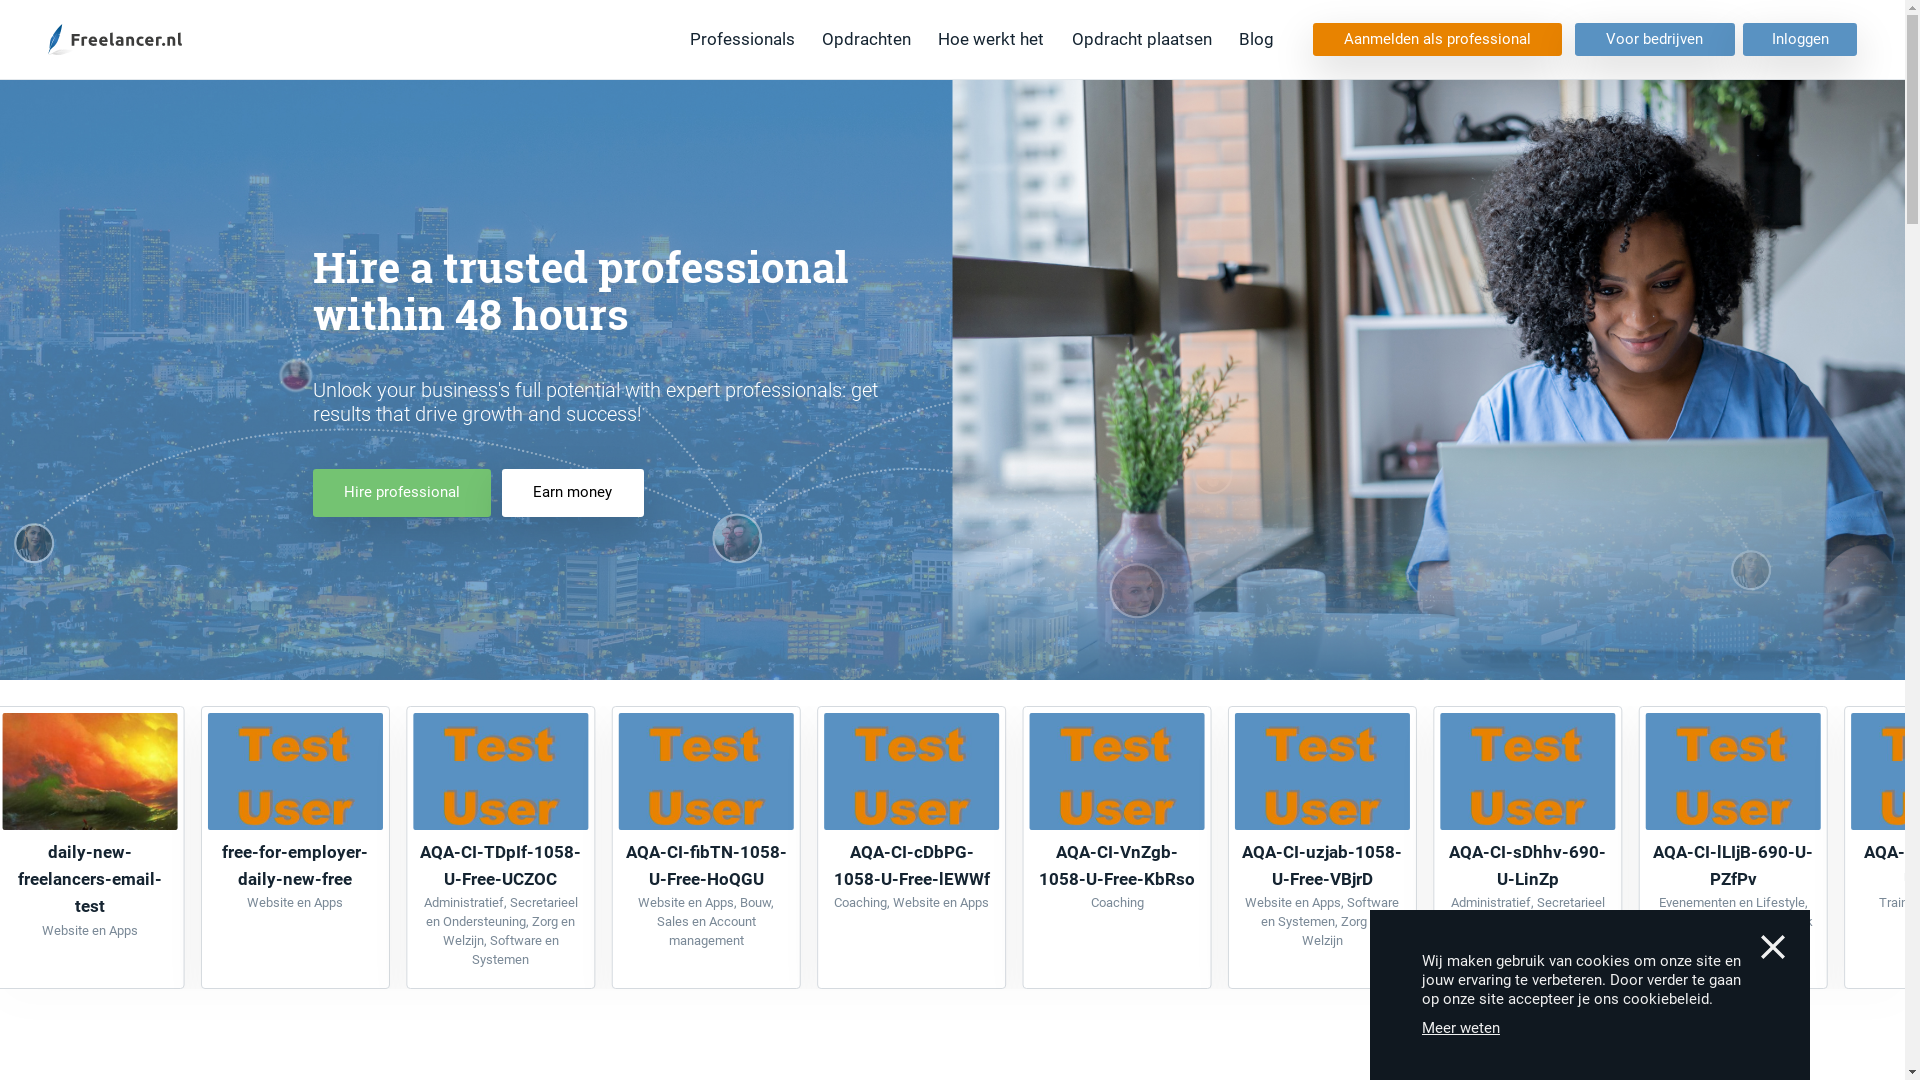 Freelancer.nl
Professionals
Opdrachten
Hoe werkt het
Opdracht plaatsen
Blog
Aanmelden als professional
Voor bedrijven
Inloggen
Hire a trusted professional
within 48 hours
Unlock your business's full potential with expert professionals: get
results that drive growth and success!
Hire professional
Earn money
daily-new-
freelancers-email-
test
Website en Apps
Test
User
free-for-employer-
daily-new-free
Website en Apps
Test
User
AQA-CI-TDpIf-1058-
U-Free-UCZOC
Administratief, Secretarieel
en Ondersteuning, Zorg en
Welzijn, Software en
Systemen
Test
User
AQA-CI-fibTN-1058-
U-Free-HoQGU
Website en Apps, Bouw,
Sales en Account
management
Test
User
AQA-CI-cDbPG-
1058-U-Free-lEWWf
Coaching, Website en Apps
Test
User
AQA-CI-VnZgb-
1058-U-Free-KbRso
Coaching
Test
User
AQA-CI-uzjab-1058-
U-Free-VBjrD
Website en Apps, Software
en Systemen, Zorg
Welzijn
Test
User
AQA-CI-sDhhv-690-
U-LinZp
Administratief, Secretarieel
Test
User
AQA-CI-lLIjB-690-U-
PZfPv
Evenementen en Lifestyle,
Wij maken gebruik van cookies om onze site en
jouw ervaring te verbeteren. Door verder te gaan
op onze site accepteer je ons cookiebeleid.
Meer weten